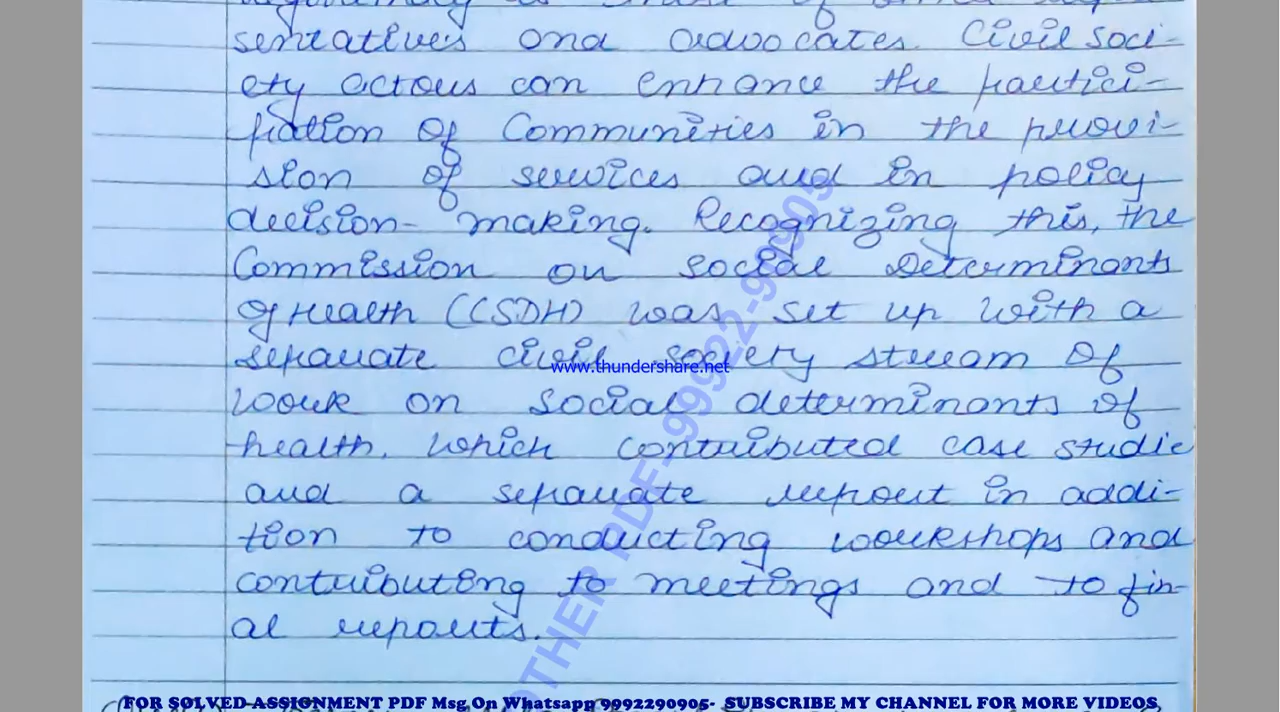 sentatives and advocates. Civil soci-
ety actors can enhance the partici-
pation of Communities in the provi-
sion of services and in policy
decision-making. Recognizing this, the
Commission on social Determinants
of Health (CSDH) was set up with a
separate civil society stream of
work on social determinants of
health, which contributed case studie
and a separate report in addi-
tion to conducting workshops and
contributing to meetings and to fin-
al reports.
www.thundershare.net
OTHER PDF-99922-99905
FOR SOLVED ASSIGNMENT PDF Msg On Whatsapp 9992290905- SUBSCRIBE MY CHANNEL FOR MORE VIDEOS